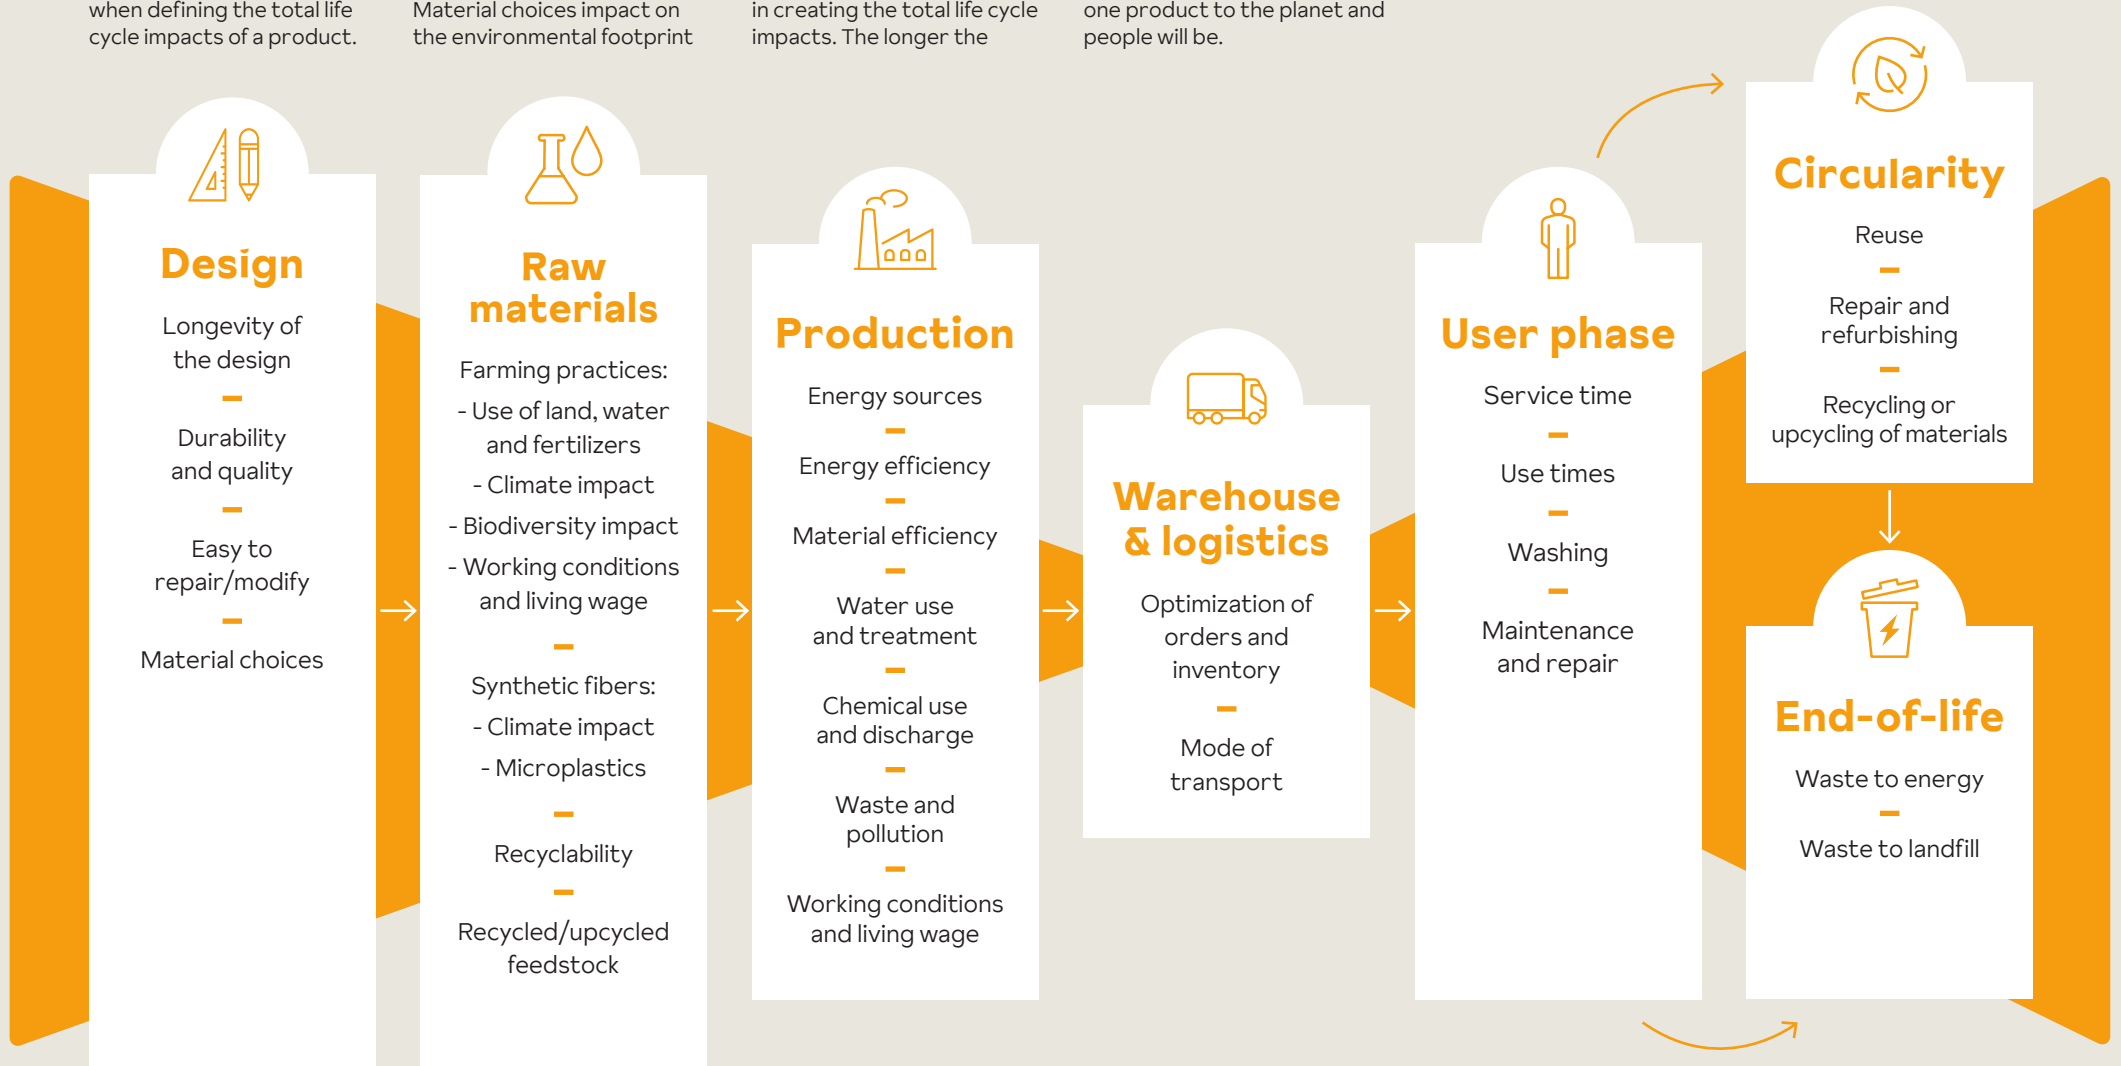 when defining the total life
cycle impacts of a product.
Material choices impact on
the environmental footprint
in creating the total life cycle
impacts. The longer the
one product to the planet and
people will be.
Design
Longevity of
the design
Durability
and quality
Easy to
repair/modify
Material choices
Raw
materials
Farming practices:
- Use of land, water
and fertilizers
- Climate impact
- Biodiversity impact
- Working conditions
and living wage
Synthetic fibers:
- Climate impact
- Microplastics
Recyclability
Recycled/upcycled
feedstock
Production
Energy sources
Energy efficiency
Material efficiency
Water use
and treatment
Chemical use
and discharge
Waste and
pollution
Working conditions
and living wage
Warehouse
& logistics
Optimization of
orders and
inventory
Mode of
transport
User phase
Service time
Use times
Washing
Maintenance
and repair
Circularity
Reuse
Repair and
refurbishing
Recycling or
upcycling of materials
End-of-life
Waste to energy
Waste to landfill